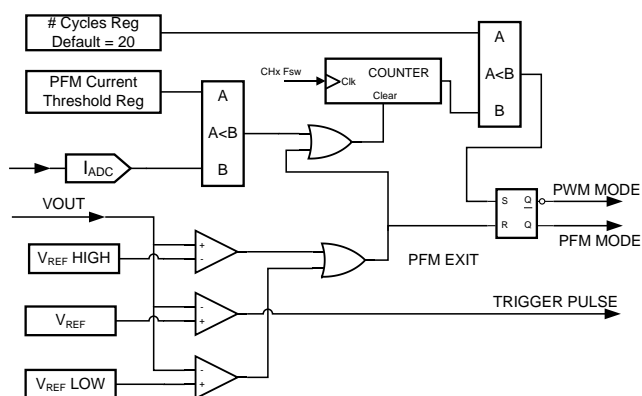 # Cycles Reg
Default = 20
A
A<B
B
PFM Current
Threshold Reg
A
A<B
B
CHx Fsw
Clk
COUNTER
Clear
IADC
VOUT
S
R
Q
Q
PWM MODE
PFM MODE
VREF HIGH
+
-
PFM EXIT
VREF
-
+
TRIGGER PULSE
VREF LOW
-
+